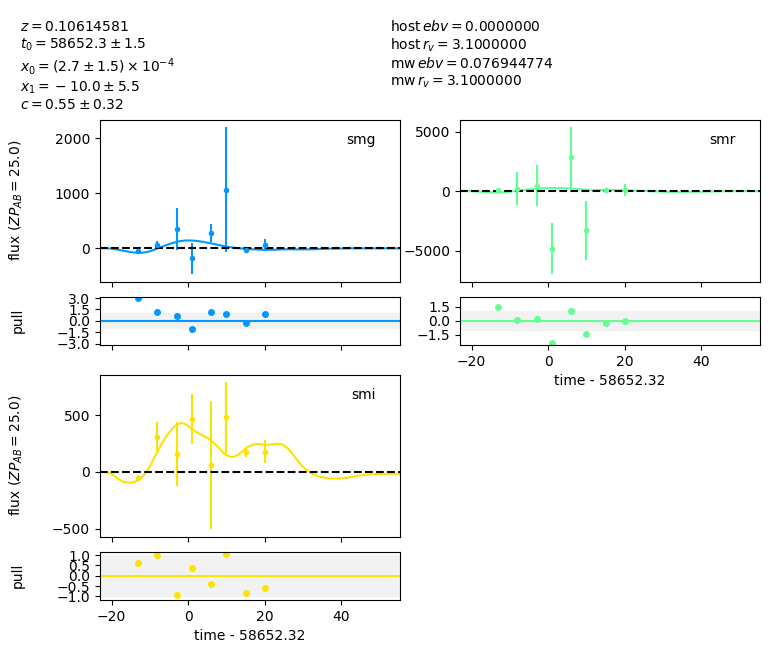 z = 0.10614581
t₀ = 58652.3 ± 1.5
x₀ = (2.7 ± 1.5) × 10⁻⁴
x₁ = −10.0 ± 5.5
c = 0.55 ± 0.32
host ebv = 0.0000000
host r_v = 3.1000000
mw ebv = 0.076944774
mw r_v = 3.1000000
smg
2000
1000
0
flux (ZP_AB = 25.0)
3.0
1.5
0.0
−1.5
−3.0
pull
smr
5000
0
−5000
1.5
0.0
−1.5
−20 0 20 40
time - 58652.32
smi
500
0
−500
flux (ZP_AB = 25.0)
1.0
0.5
0.0
−0.5
−1.0
pull
−20 0 20 40
time - 58652.32